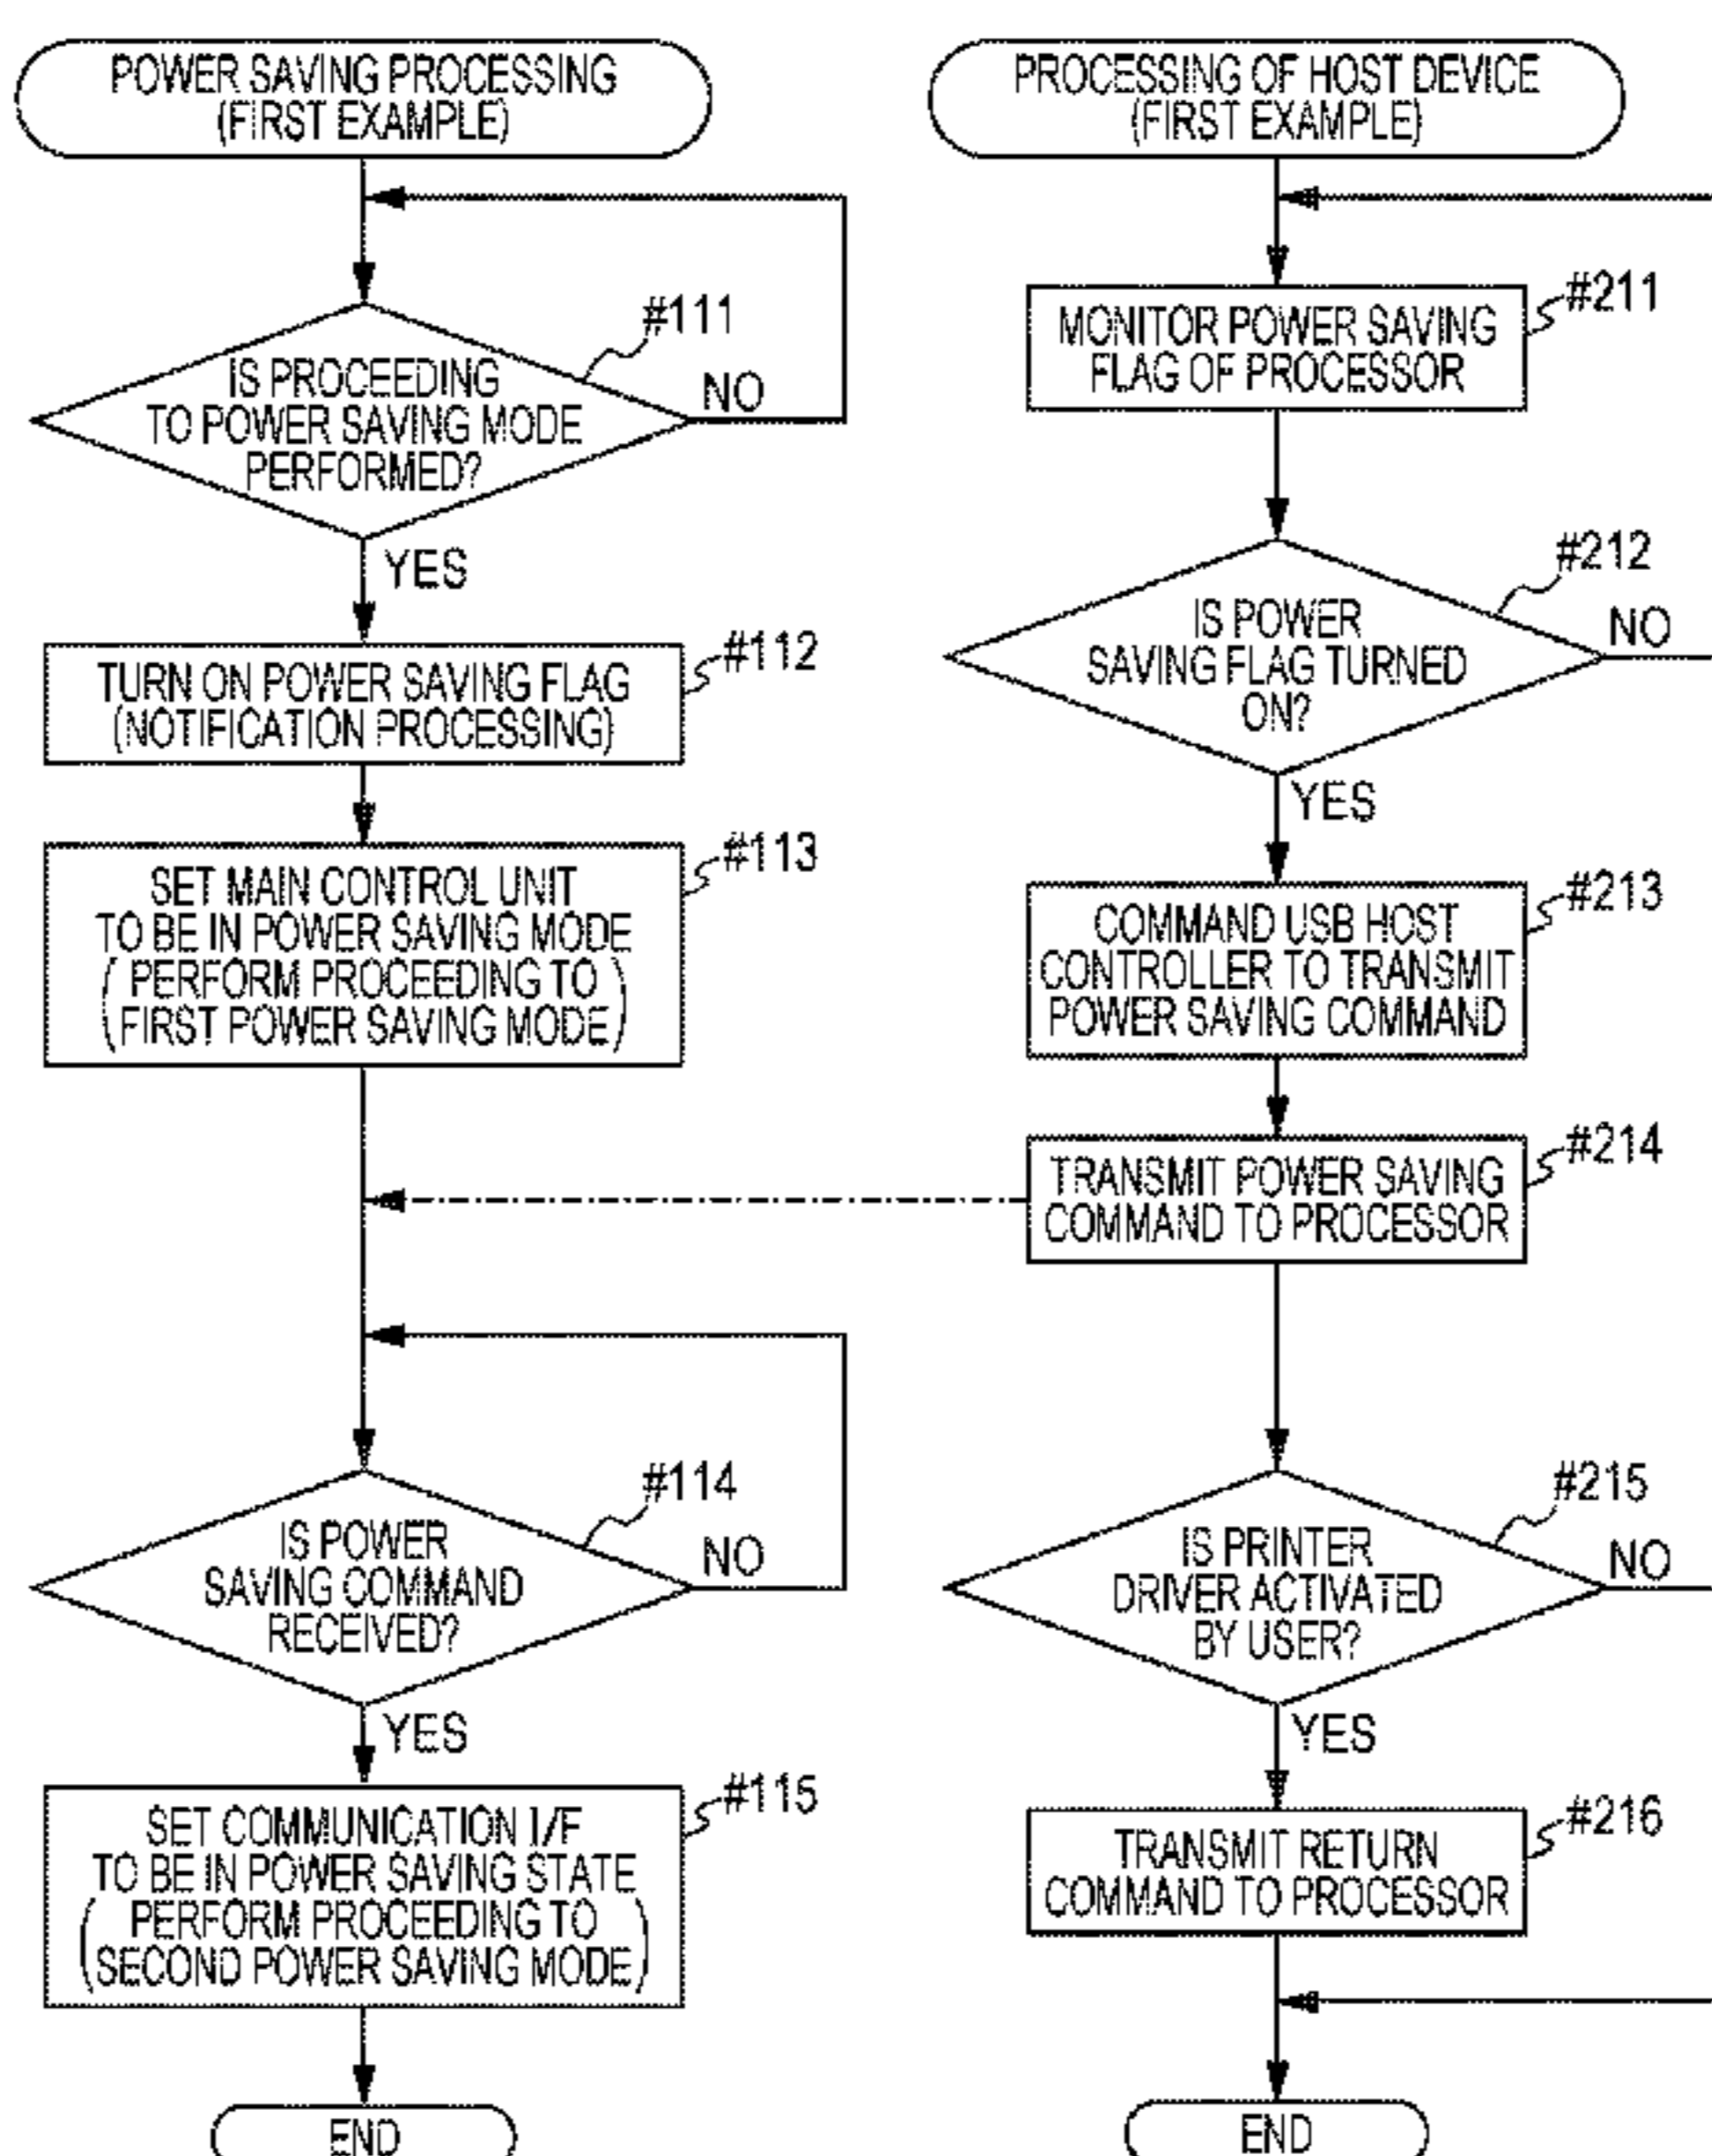 POWER SAVING PROCESSING
(FIRST EXAMPLE)
#111
IS PROCEEDING
TO POWER SAVING MODE
PERFORMED?
NO
YES
#112
TURN ON POWER SAVING FLAG
(NOTIFICATION PROCESSING)
#113
SET MAIN CONTROL UNIT
TO BE IN POWER SAVING MODE
(PERFORM PROCEEDING TO
FIRST POWER SAVING MODE)
#114
IS POWER
SAVING COMMAND
RECEIVED?
NO
YES
#115
SET COMMUNICATION I/F
TO BE IN POWER SAVING STATE
(PERFORM PROCEEDING TO
SECOND POWER SAVING MODE)
END
PROCESSING OF HOST DEVICE
(FIRST EXAMPLE)
#211
MONITOR POWER SAVING
FLAG OF PROCESSOR
#212
IS POWER
SAVING FLAG TURNED
ON?
NO
YES
#213
COMMAND USB HOST
CONTROLLER TO TRANSMIT
POWER SAVING COMMAND
#214
TRANSMIT POWER SAVING
COMMAND TO PROCESSOR
#215
IS PRINTER
DRIVER ACTIVATED
BY USER?
NO
YES
#216
TRANSMIT RETURN
COMMAND TO PROCESSOR
END